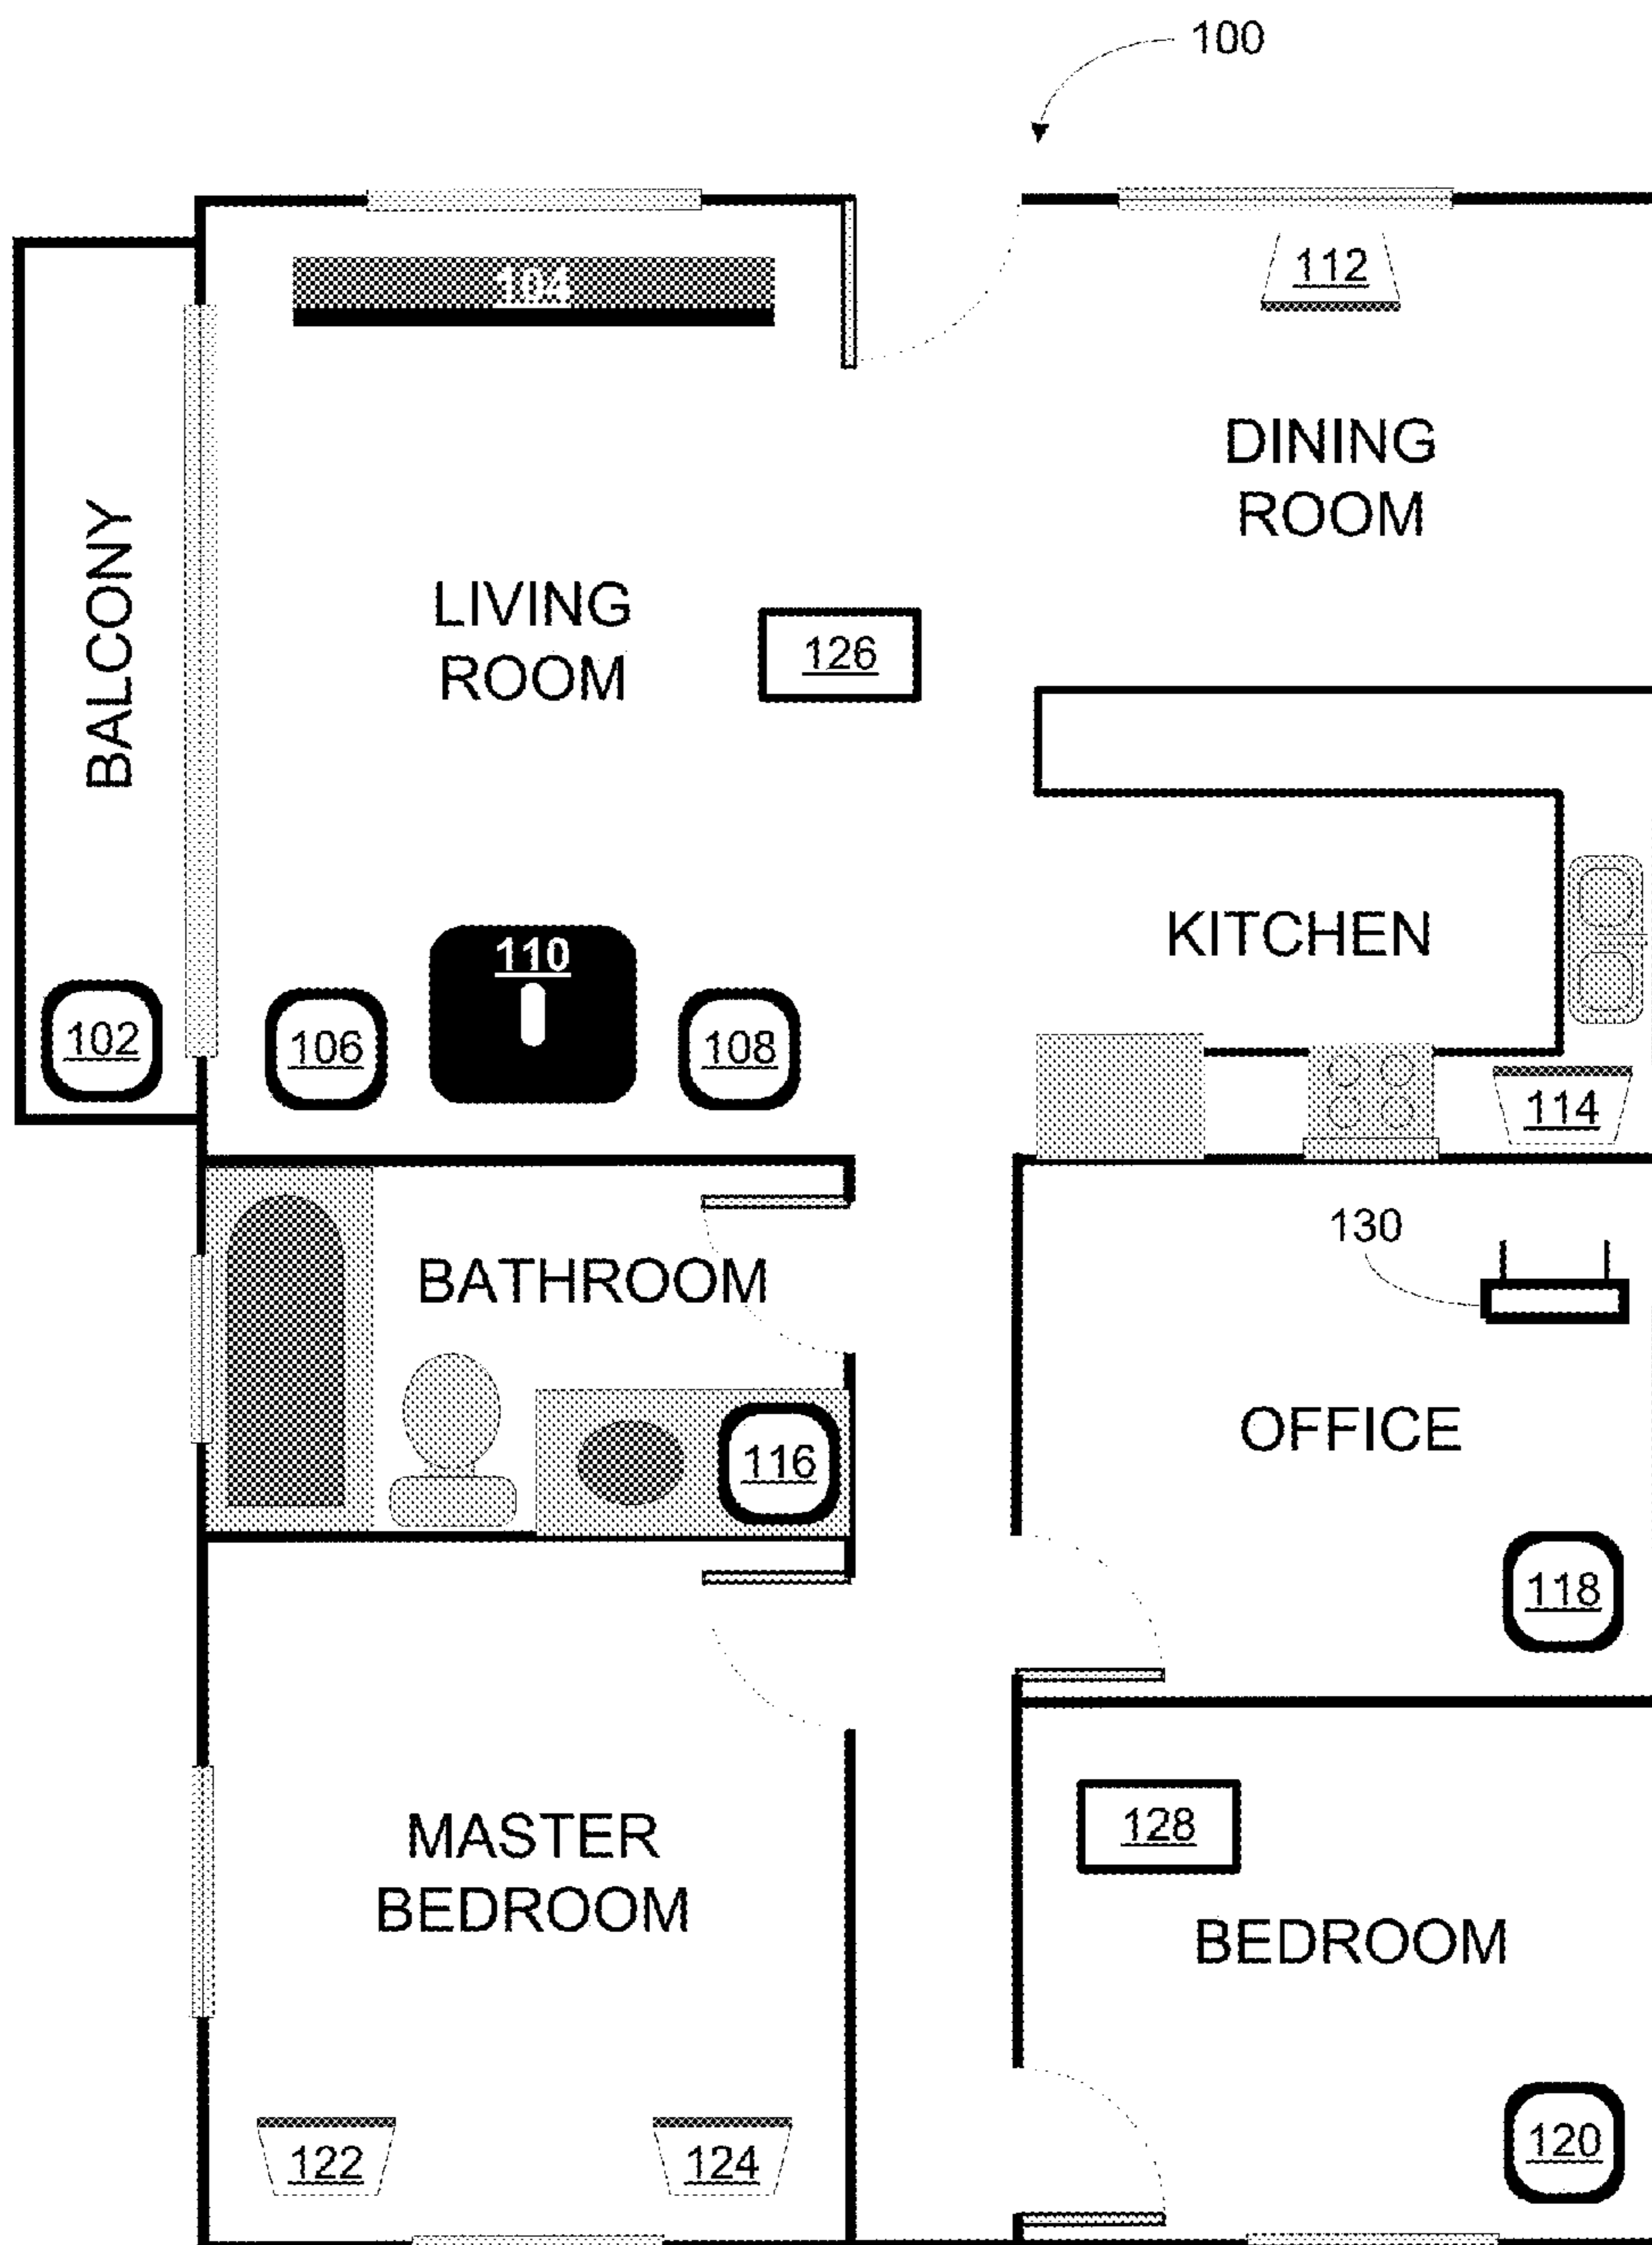 100
104
112
DINING
ROOM
BALCONY
LIVING
ROOM
126
KITCHEN
110
102
106
108
114
130
BATHROOM
OFFICE
116
118
128
MASTER
BEDROOM
BEDROOM
122
124
120